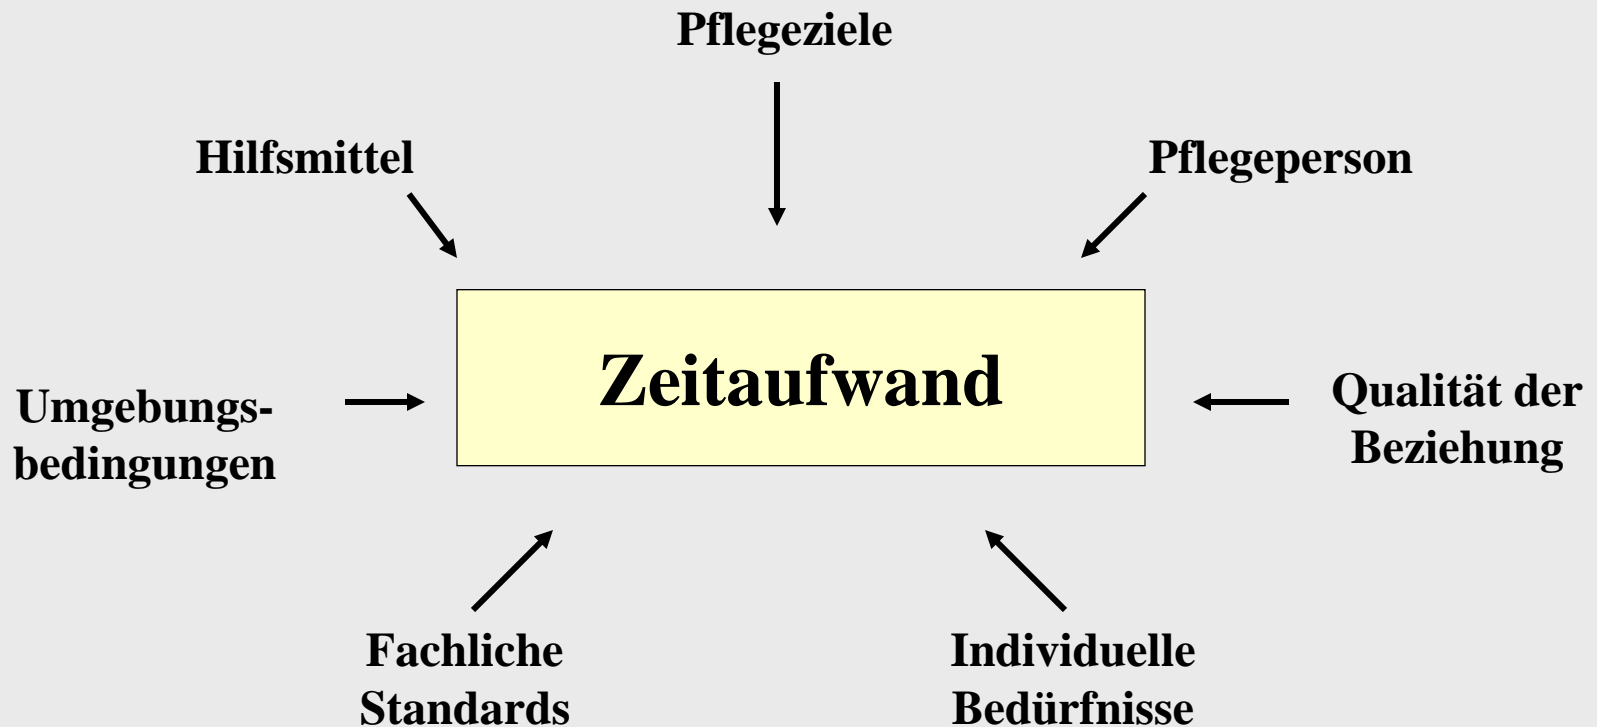 Pflegeziele
Hilfsmittel
Pflegeperson
Zeitaufwand
Umgebungs-
bedingungen
Qualität der
Beziehung
Fachliche
Standards
Individuelle
Bedürfnisse